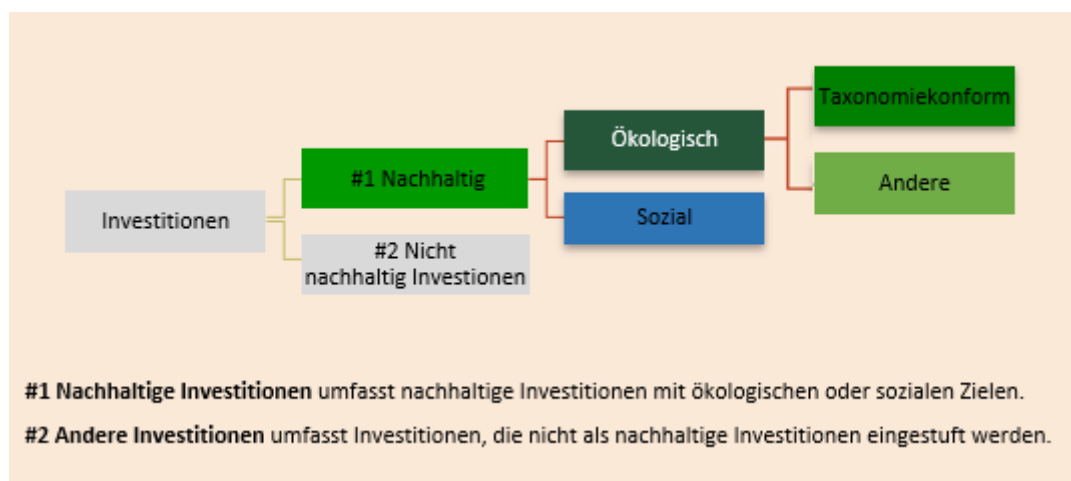 Taxonomiekonform
Ökologisch
#1 Nachhaltig
Andere
Investitionen
Sozial
#2 Nicht
nachhaltig Investionen
#1 Nachhaltige Investitionen umfasst nachhaltige Investitionen mit ökologischen oder sozialen Zielen.
#2 Andere Investitionen umfasst Investitionen, die nicht als nachhaltige Investitionen eingestuft werden.